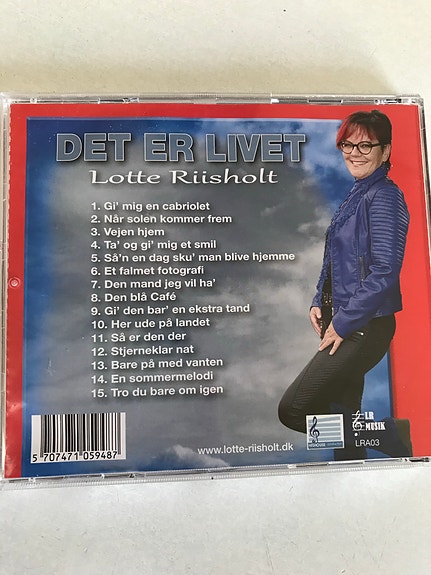 DET ER LIVET
Lotte Riisholt
1. Gi' mig en cabriolet
2. Når solen kommer frem
3. Vejen hjem
4. Ta' og gi' mig et smil
5. Så'n en dag sku' man blive hjemme
6. Et falmet fotografi
7. Den mand jeg vil ha'
8. Den blå Café
9. Gi' den bar' en ekstra tand
10. Her ude på landet
11. Så er den der
12. Stjerneklar nat
13. Bare på med vanten
14. En sommermelodi
15. Tro du bare om igen
www.lotte-riisholt.dk
LR
MUSIK
LRA03
5 707471 059487